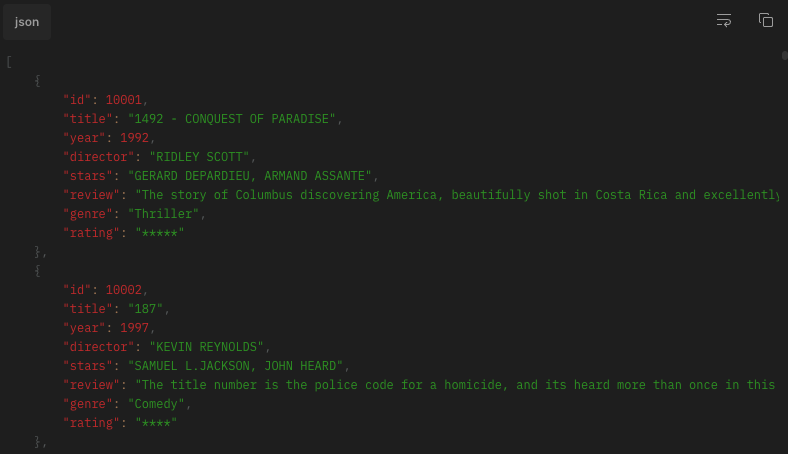 json
[
    {
        "id": 10001,
        "title": "1492 - CONQUEST OF PARADISE",
        "year": 1992,
        "director": "RIDLEY SCOTT",
        "stars": "GERARD DEPARDIEU, ARMAND ASSANTE",
        "review": "The story of Columbus discovering America, beautifully shot in Costa Rica and excellently
        "genre": "Thriller",
        "rating": "*****"
    },
    {
        "id": 10002,
        "title": "187",
        "year": 1997,
        "director": "KEVIN REYNOLDS",
        "stars": "SAMUEL L.JACKSON, JOHN HEARD",
        "review": "The title number is the police code for a homicide, and its heard more than once in this
        "genre": "Comedy",
        "rating": "****"
    },